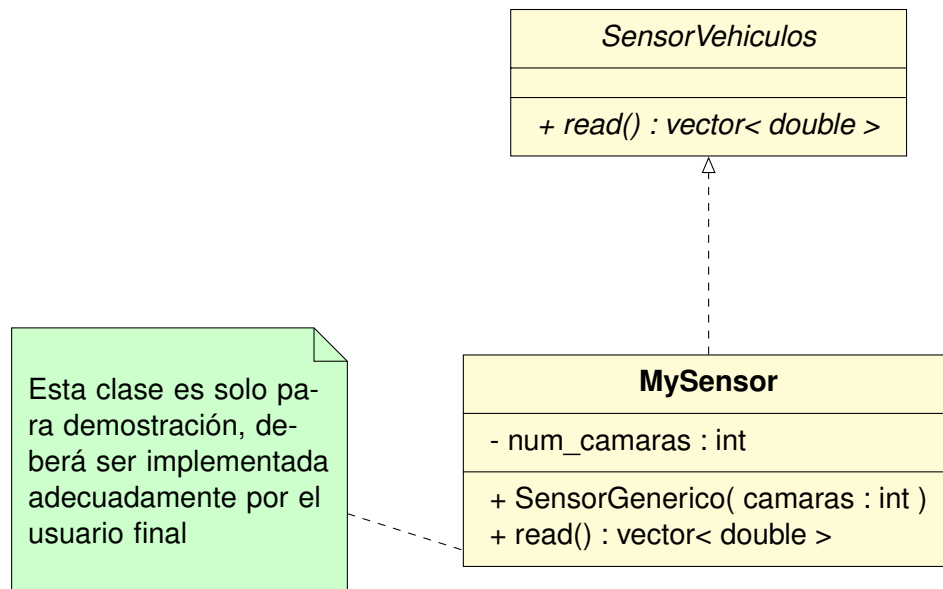 SensorVehiculos
+ read() : vector< double >
Esta clase es solo pa-
ra demostración, de-
berá ser implementada
adecuadamente por el
usuario final
MySensor
- num_camaras : int
+ SensorGenerico( camaras : int )
+ read() : vector< double >